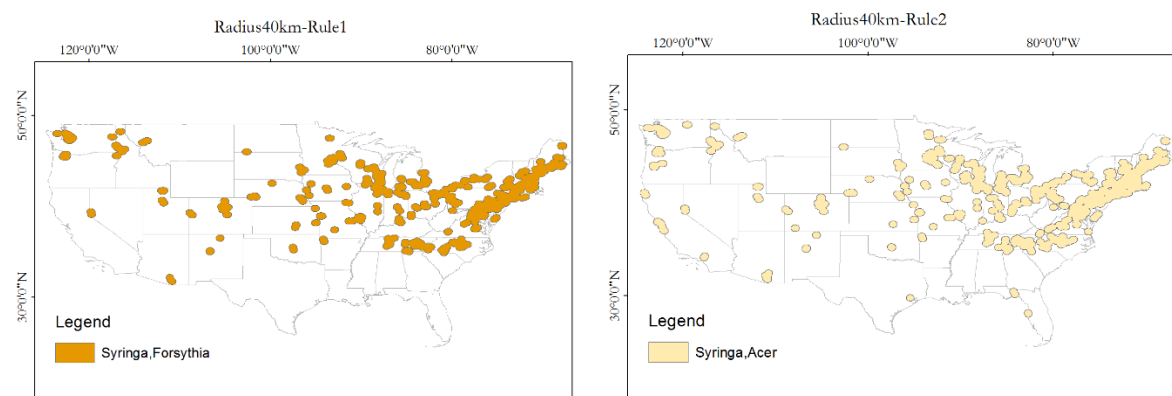 Radius40km-Rule1
120°0'0"W 100°0'0"W 80°0'0"W
50°0'0"N
30°0'0"N
Legend
Syringa,Forsythia
Radius40km-Rulc2
120°0'0"W 100°0'0"W 80°0'0"W
50°0'0"N
30°0'0"N
Legend
Syringa,Acer